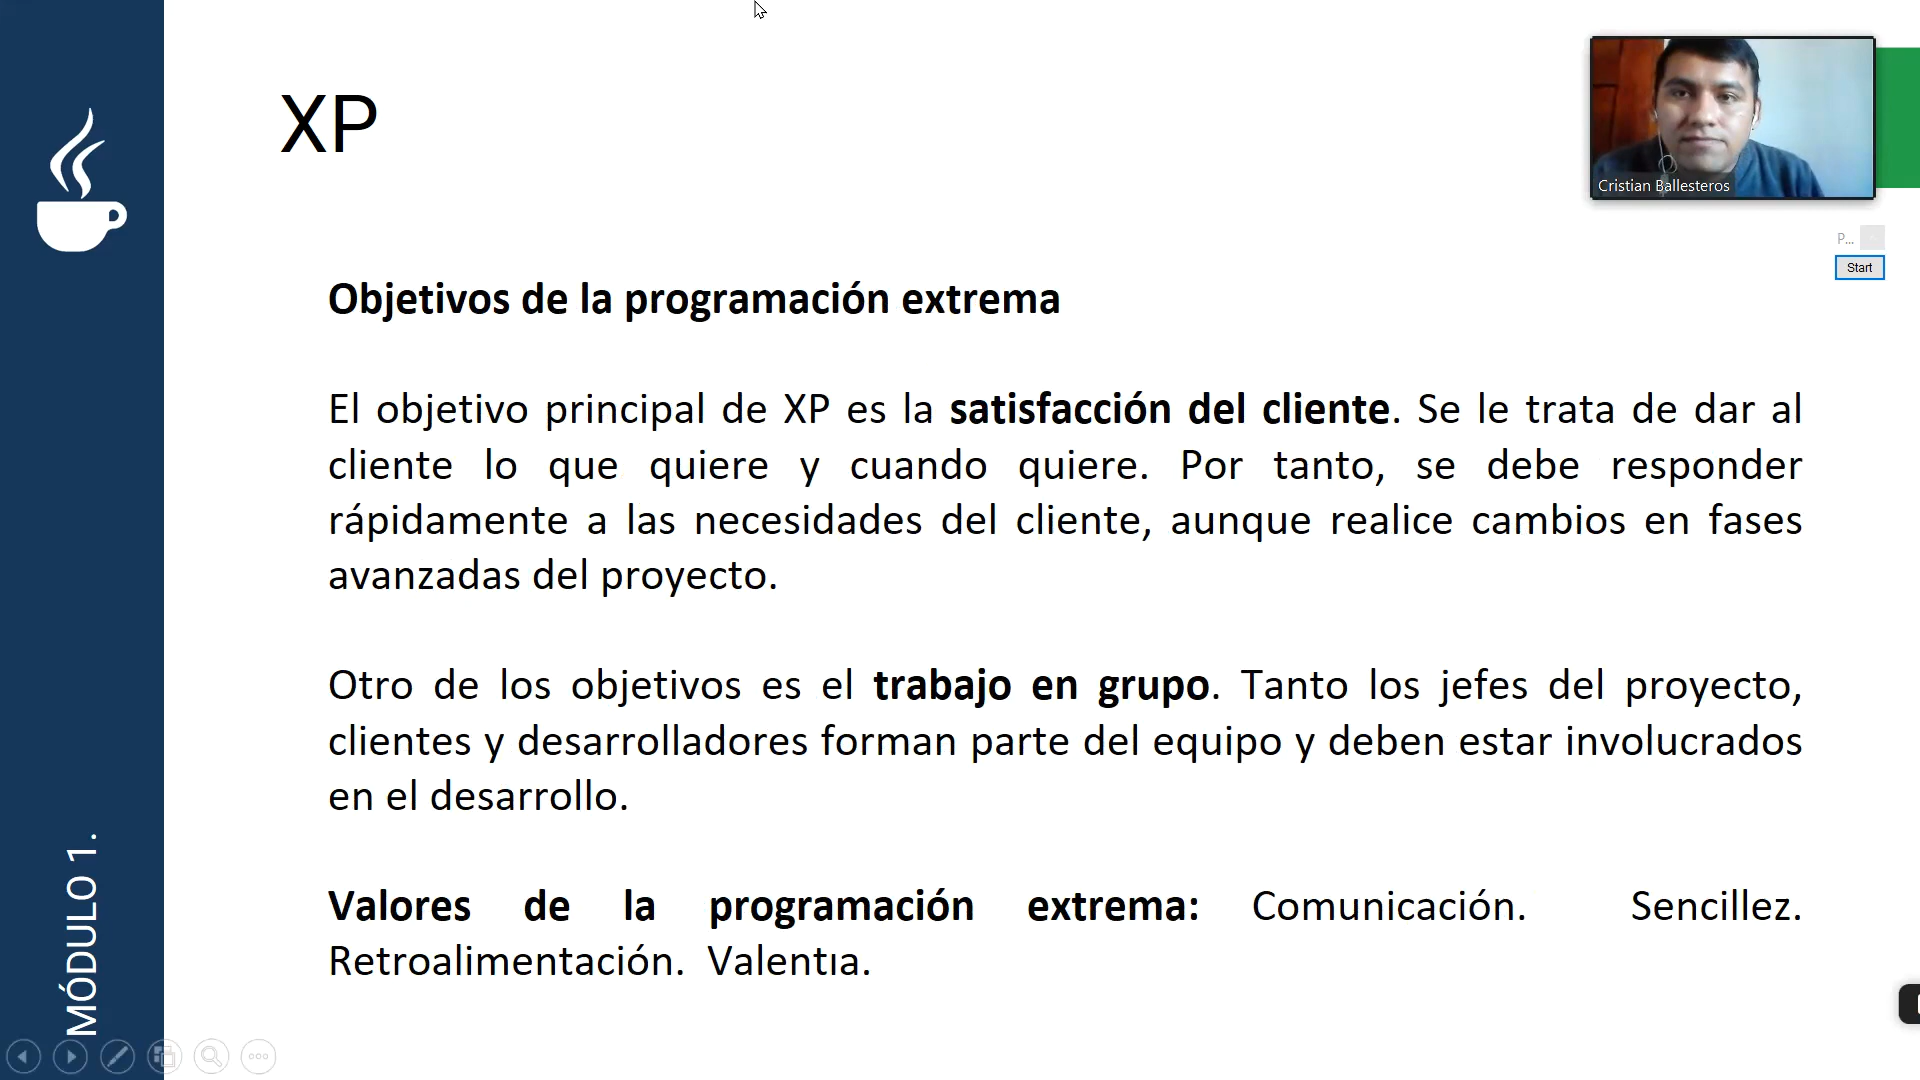 XP
Cristian Ballesteros
P...
Start
Objetivos de la programación extrema
El objetivo principal de XP es la satisfacción del cliente. Se le trata de dar al
cliente lo que quiere y cuando quiere. Por tanto, se debe responder
rápidamente a las necesidades del cliente, aunque realice cambios en fases
avanzadas del proyecto.
Otro de los objetivos es el trabajo en grupo. Tanto los jefes del proyecto,
clientes y desarrolladores forman parte del equipo y deben estar involucrados
en el desarrollo.
Valores de la programación extrema: Comunicación. Sencillez.
Retroalimentación. Valentıa.
MÓDULO 1.